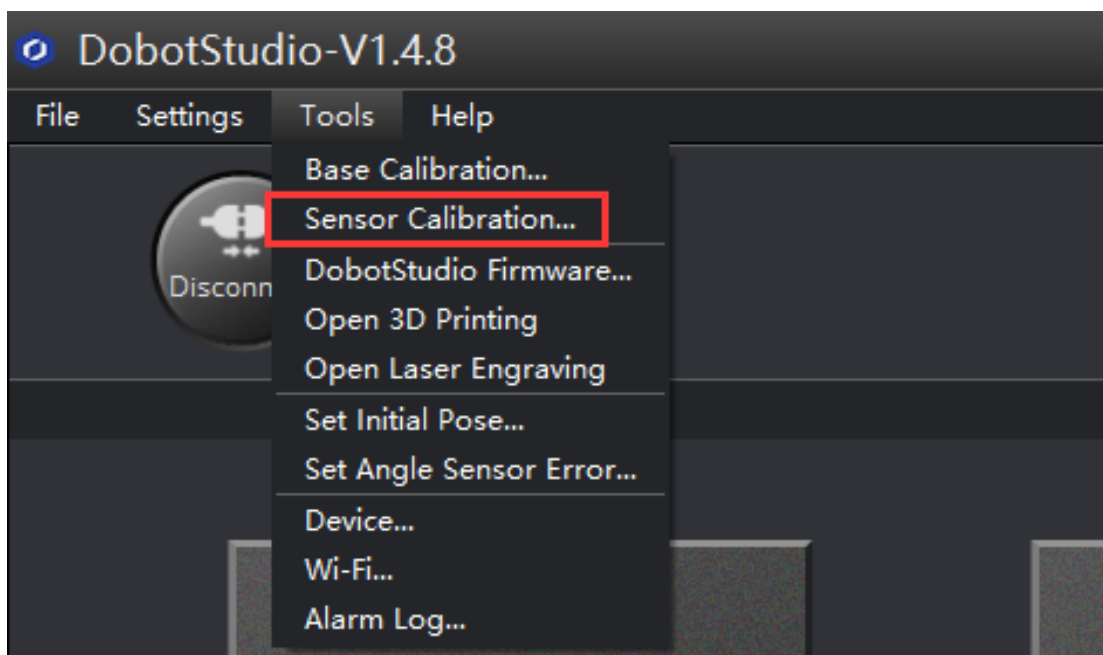 DobotStudio-V1.4.8
File Settings Tools Help
Base Calibration...
Sensor Calibration...
Disconn
DobotStudio Firmware...
Open 3D Printing
Open Laser Engraving
Set Initial Pose...
Set Angle Sensor Error...
Device...
Wi-Fi...
Alarm Log...